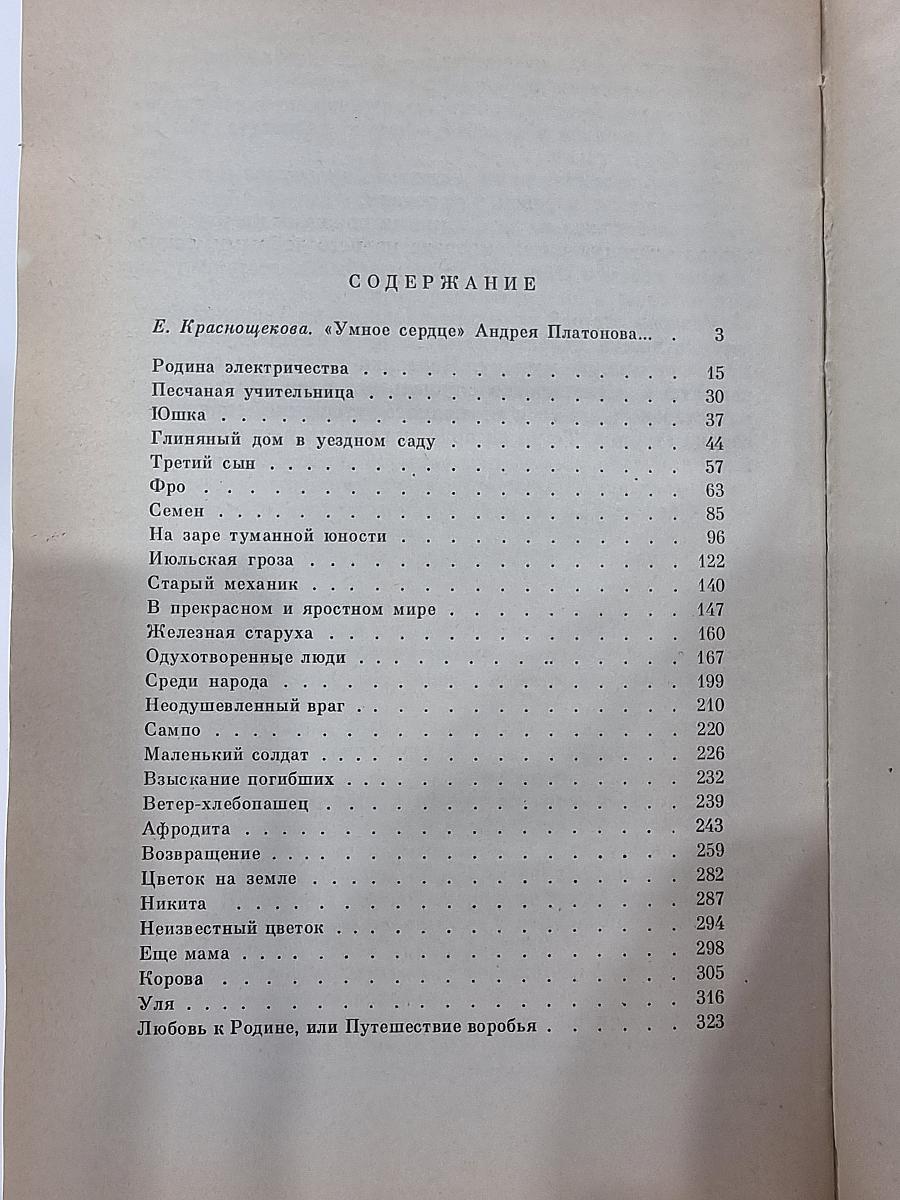 СОДЕРЖАНИЕ
Е. Краснощекова. «Умное сердце» Андрея Платонова... . 3
Родина электричества . . . . . . . . . . . . . . 15
Песчаная учительница . . . . . . . . . . . . . . 30
Юшка . . . . . . . . . . . . . . . . . . . 37
Глиняный дом в уездном саду . . . . . . . . . . 44
Третий сын . . . . . . . . . . . . . . . . . 57
Фро . . . . . . . . . . . . . . . . . . . . 63
Семен . . . . . . . . . . . . . . . . . . . 85
На заре туманной юности . . . . . . . . . . . . 96
Июльская гроза . . . . . . . . . . . . . . . 122
Старый механик . . . . . . . . . . . . . . . 140
В прекрасном и яростном мире . . . . . . . . . . 147
Железная старуха . . . . . . . . . . . . . . . 160
Одухотворенные люди . . . . . . . . . . . . . . 167
Среди народа . . . . . . . . . . . . . . . . 199
Неодушевленный враг . . . . . . . . . . . . . . 210
Сампо . . . . . . . . . . . . . . . . . . . 220
Маленький солдат . . . . . . . . . . . . . . . 226
Взыскание погибших . . . . . . . . . . . . . . 232
Ветер-хлебопашец . . . . . . . . . . . . . . . 239
Афродита . . . . . . . . . . . . . . . . . . 243
Возвращение . . . . . . . . . . . . . . . . . 259
Цветок на земле . . . . . . . . . . . . . . . 282
Никита . . . . . . . . . . . . . . . . . . 287
Неизвестный цветок . . . . . . . . . . . . . . 294
Еще мама . . . . . . . . . . . . . . . . . . 298
Корова . . . . . . . . . . . . . . . . . . . 305
Уля . . . . . . . . . . . . . . . . . . . . 316
Любовь к Родине, или Путешествие воробья . . . . . . 323